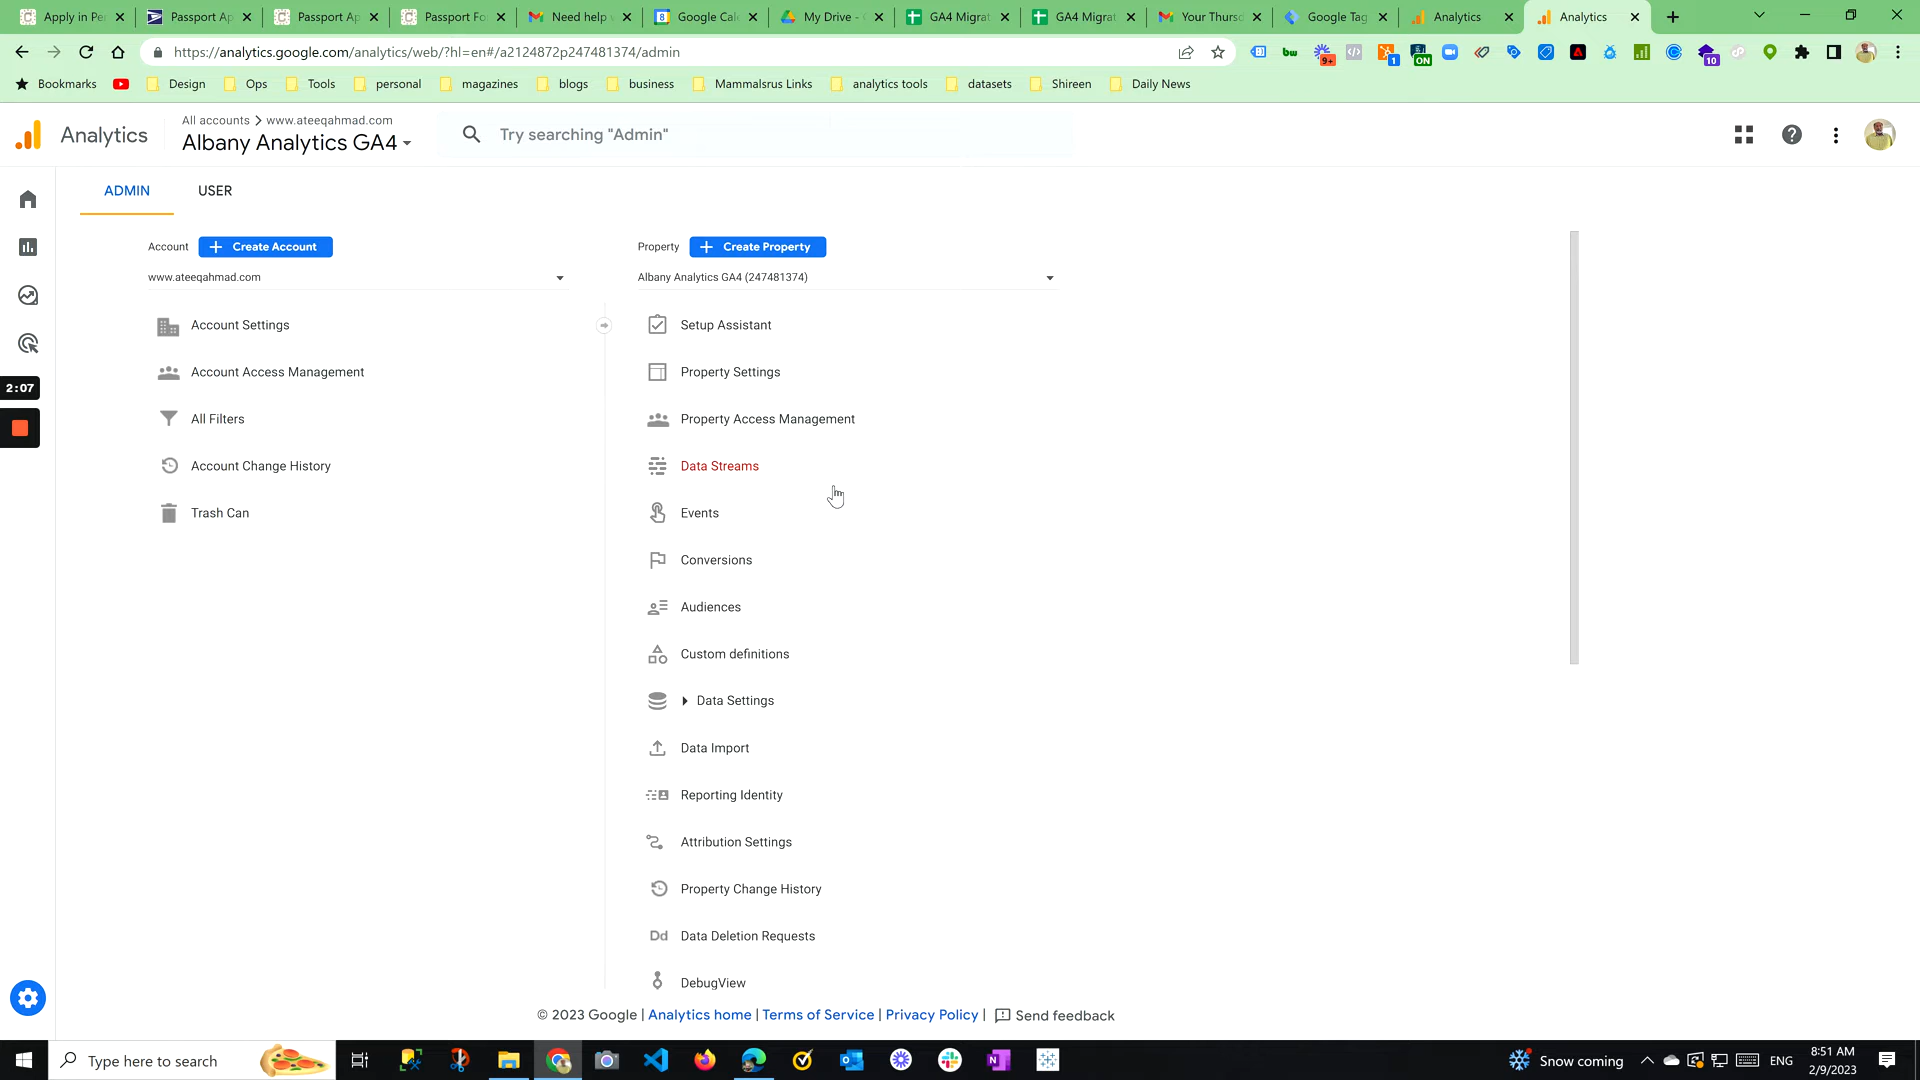 Apply in Pe
Passport Ap
Passport Ap
Passport Fo
Need help
Google Cale
My Drive -
GA4 Migrat
GA4 Migrat
Your Thurs
Google Tag
Analytics
Analytics
https://analytics.google.com/analytics/web/?hl=en#/a2124872p247481374/admin
9+
1
ON
10
Bookmarks
Design
Ops
Tools
personal
magazines
blogs
business
Mammalsrus Links
analytics tools
datasets
Shireen
Daily News
Analytics
All accounts > www.ateeqahmad.com
Albany Analytics GA4
Try searching "Admin"
ADMIN
USER
Account
Create Account
www.ateeqahmad.com
Account Settings
Account Access Management
All Filters
Account Change History
Trash Can
Property
Create Property
Albany Analytics GA4 (247481374)
Setup Assistant
Property Settings
Property Access Management
Data Streams
Events
Conversions
Audiences
Custom definitions
Data Settings
Data Import
Reporting Identity
Attribution Settings
Property Change History
Dd Data Deletion Requests
DebugView
2:07
© 2023 Google | Analytics home | Terms of Service | Privacy Policy | Send feedback
Type here to search
Snow coming
ENG
8:51 AM
2/9/2023